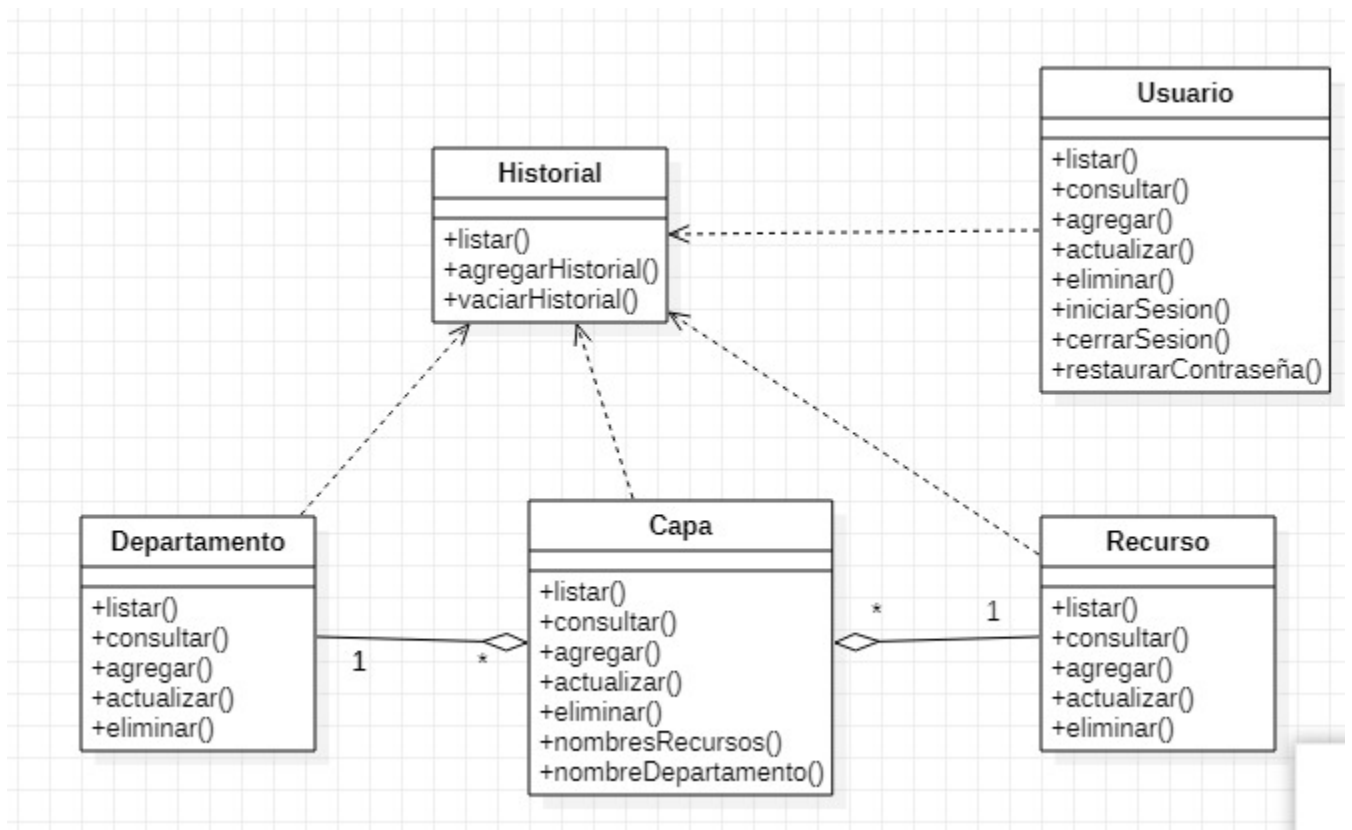 Usuario
+listar()
+consultar()
+agregar()
+actualizar()
+eliminar()
+iniciarSesion()
+cerrarSesion()
+restaurarContraseña()
Historial
+listar()
+agregarHistorial()
+vaciarHistorial()
Departamento
+listar()
+consultar()
+agregar()
+actualizar()
+eliminar()
1
*
Capa
+listar()
+consultar()
+agregar()
+actualizar()
+eliminar()
+nombresRecursos()
+nombreDepartamento()
*
1
Recurso
+listar()
+consultar()
+agregar()
+actualizar()
+eliminar()